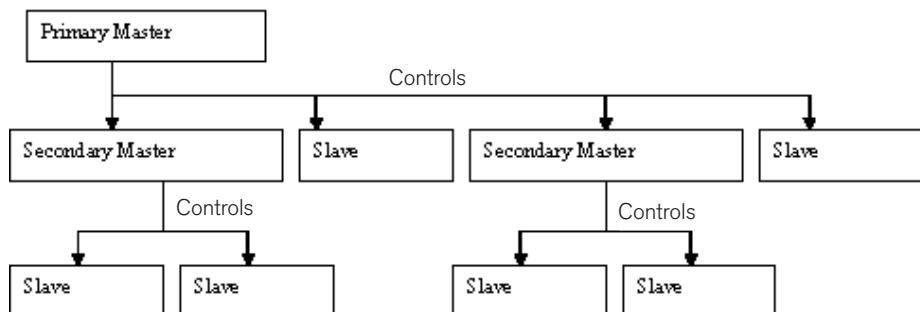 Primary Master
Controls
Secondary Master
Slave
Secondary Master
Slave
Controls
Controls
Slave
Slave
Slave
Slave